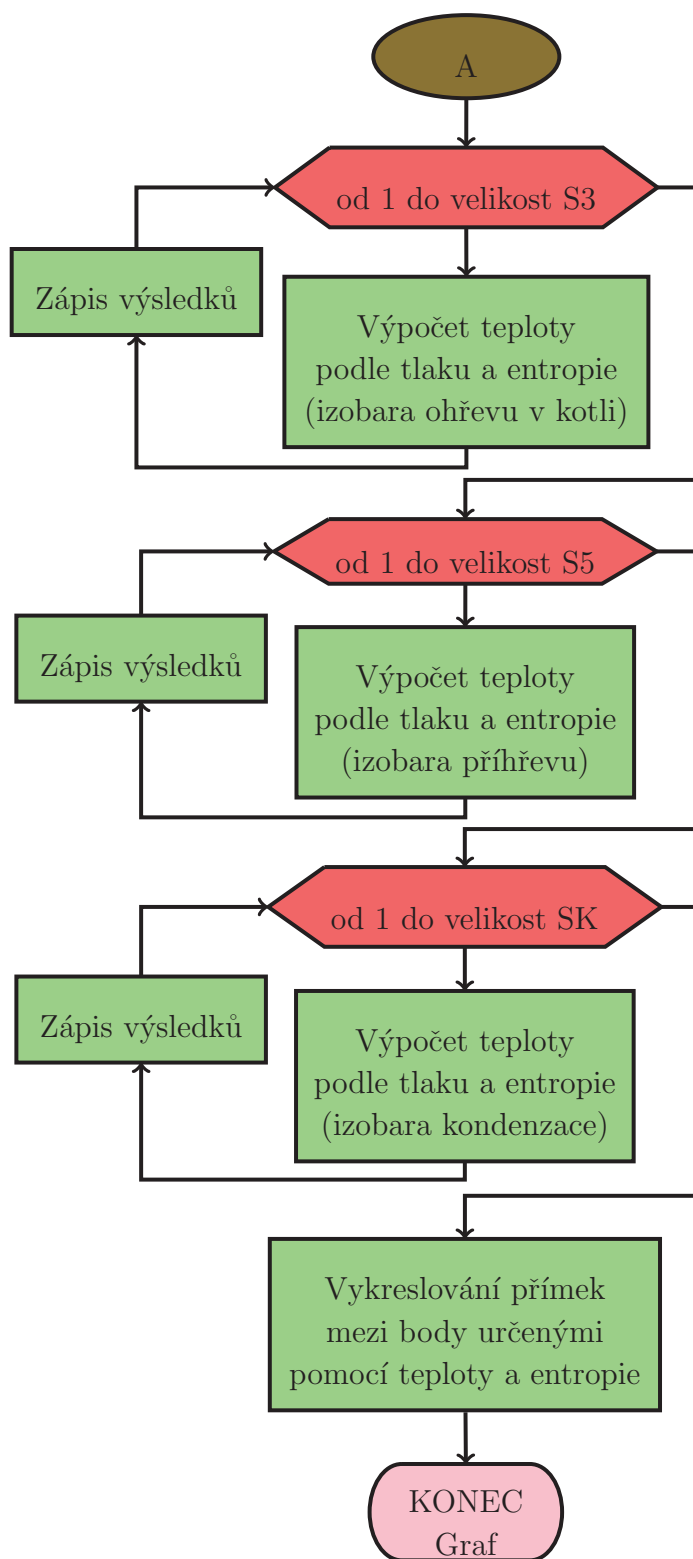 A
od 1 do velikost S3
Zápis výsledků
Výpočet teploty
podle tlaku a entropie
(izobara ohřevu v kotli)
od 1 do velikost S5
Zápis výsledků
Výpočet teploty
podle tlaku a entropie
(izobara příhřevu)
od 1 do velikost SK
Zápis výsledků
Výpočet teploty
podle tlaku a entropie
(izobara kondenzace)
Vykreslování přímek
mezi body určenými
pomocí teploty a entropie
KONEC
Graf